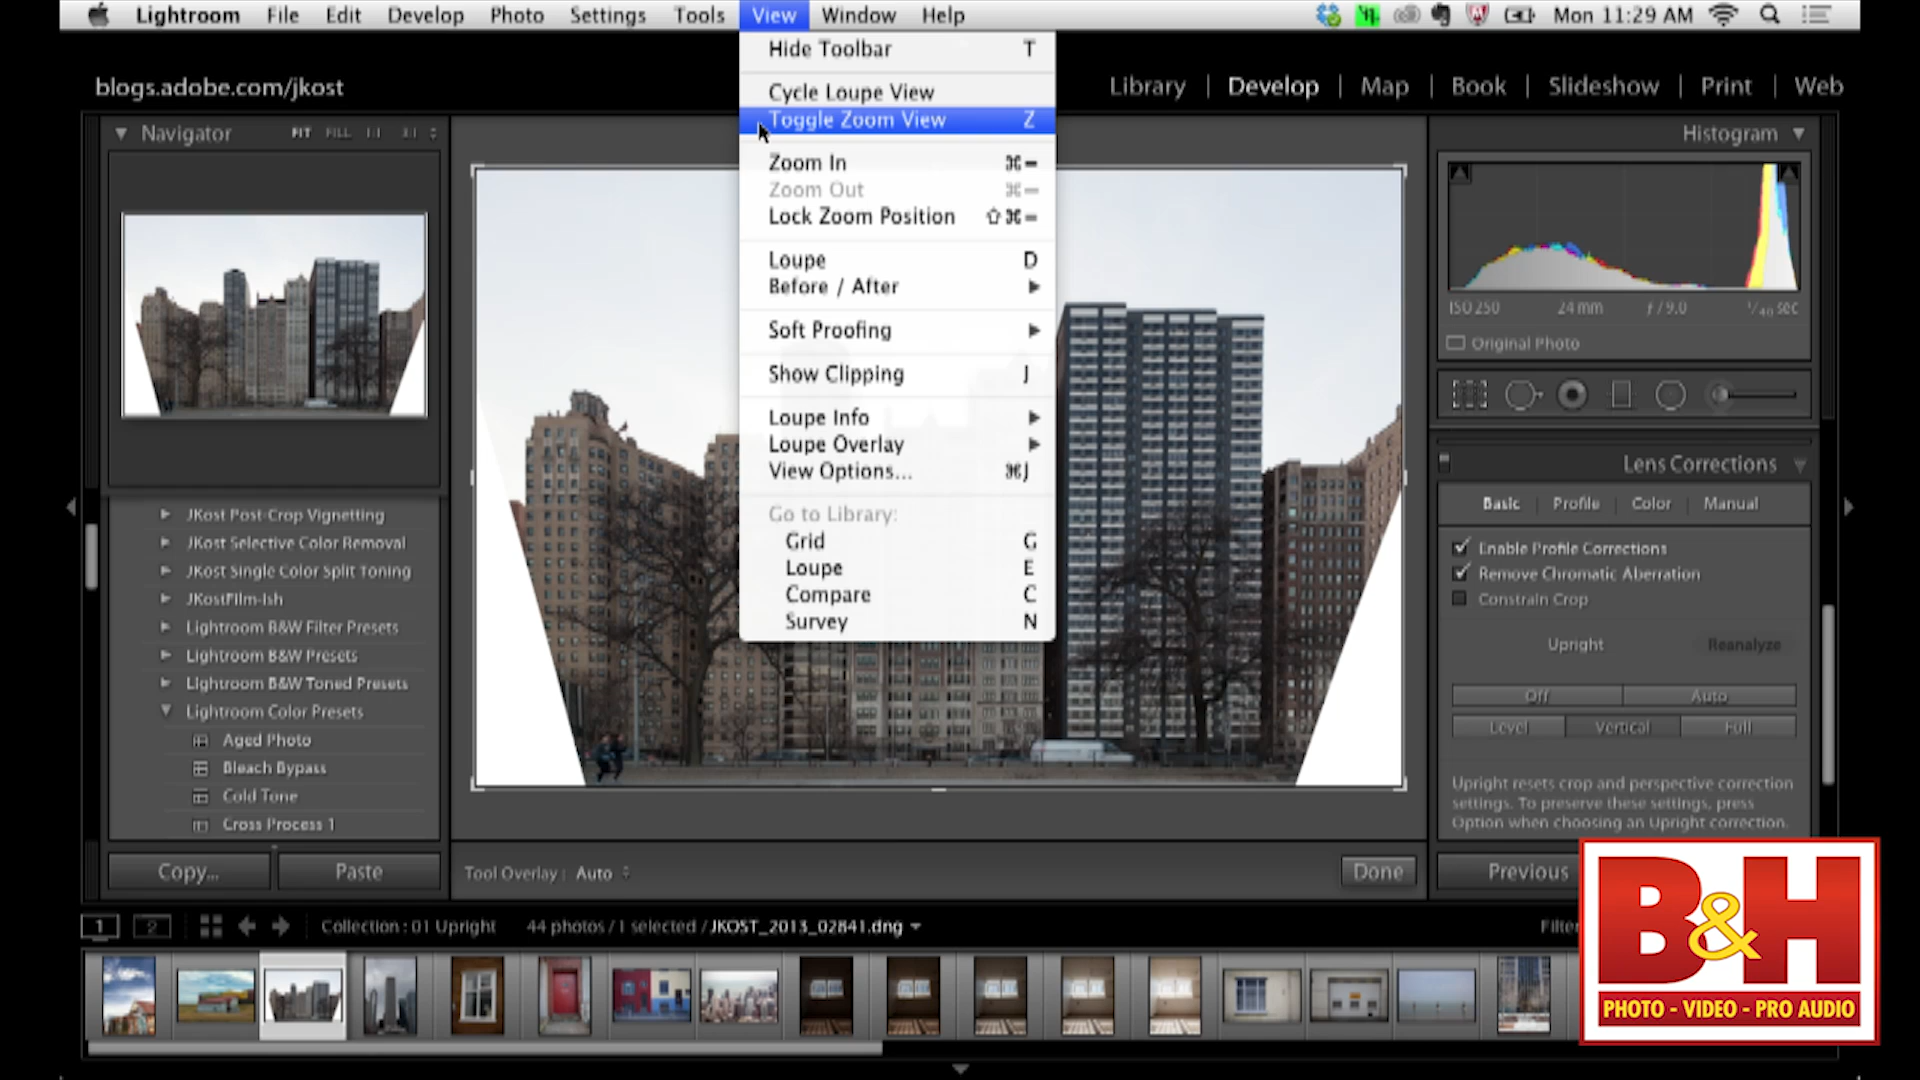 Lightroom File Edit Develop Photo Settings Tools View Window Help
Mon 11:29 AM
blogs.adobe.com/jkost
Library | Develop | Map | Book | Slideshow | Print | Web
Hide Toolbar T
Cycle Loupe View
Toggle Zoom View Z
Zoom In ⌘=
Zoom Out ⌘-
Lock Zoom Position ⇧⌘=
Loupe D
Before / After
Soft Proofing
Show Clipping J
Loupe Info
Loupe Overlay
View Options... ⌘J
Go to Library:
Grid G
Loupe E
Compare C
Survey N
Navigator FIT FILL 1:1
JKost Post-Crop Vignetting
JKost Selective Color Removal
JKost Single Color Split Toning
JKostFilm-Ish
Lightroom B&W Filter Presets
Lightroom B&W Presets
Lightroom B&W Toned Presets
Lightroom Color Presets
Aged Photo
Bleach Bypass
Cold Tone
Cross Process 1
Copy... Paste
Tool Overlay : Auto
Done
Histogram
ISO 250 24mm ƒ/9.0 1/40 sec
Original Photo
Lens Corrections
Basic Profile Color Manual
Enable Profile Corrections
Remove Chromatic Aberration
Constrain Crop
Upright Reanalyze
Off Auto
Level Vertical Full
Upright resets crop and perspective correction
settings. To preserve these settings, press
Option when choosing an Upright correction.
Previous
1 2 Collection : 01 Upright 44 photos / 1 selected / JKOST_2013_02841.dng
Filter
B&H
PHOTO - VIDEO - PRO AUDIO